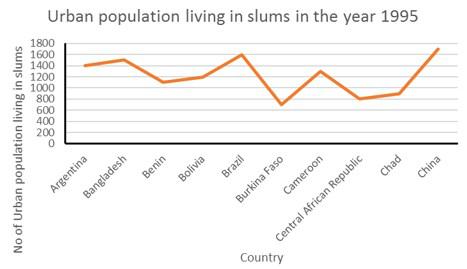 Urban population living in slums in the year 1995
No of Urban population living in slums
1800
1600
1400
1200
1000
800
600
400
200
0
Argentina
Bangladesh
Benin
Bolivia
Brazil
Burkina Faso
Cameroon
Central African Republic
Chad
China
Country